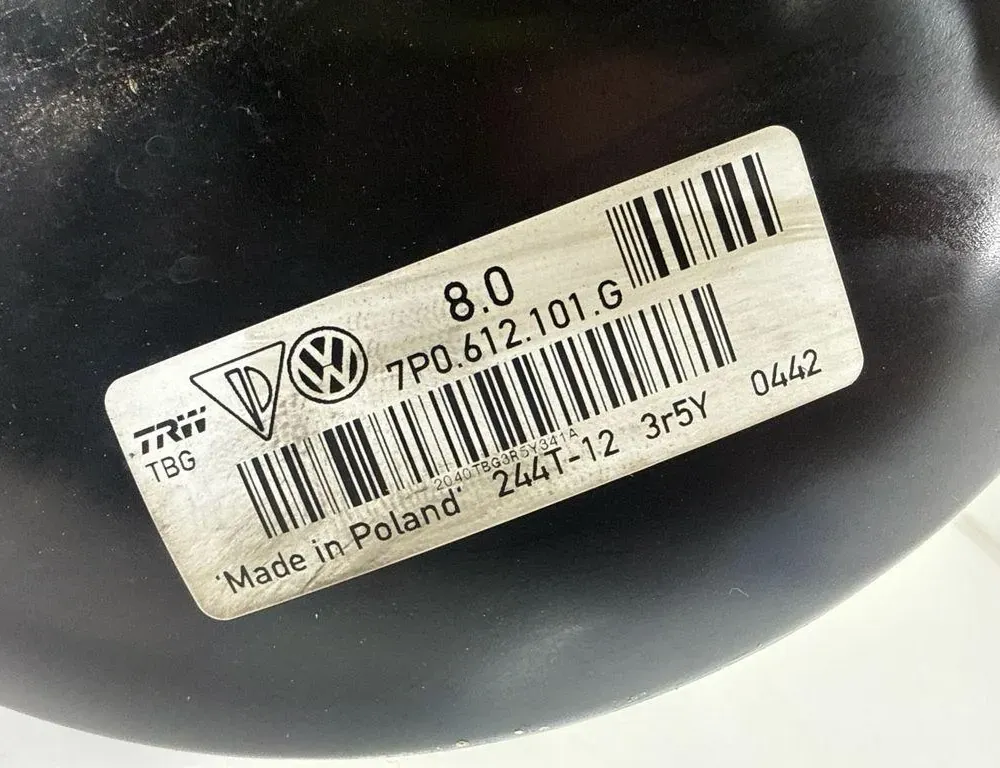 8.0
7P0.612.101.G
TRW
TBG
2040TBG3R5Y341A
'Made in Poland' 244T-12 3r5Y 0442